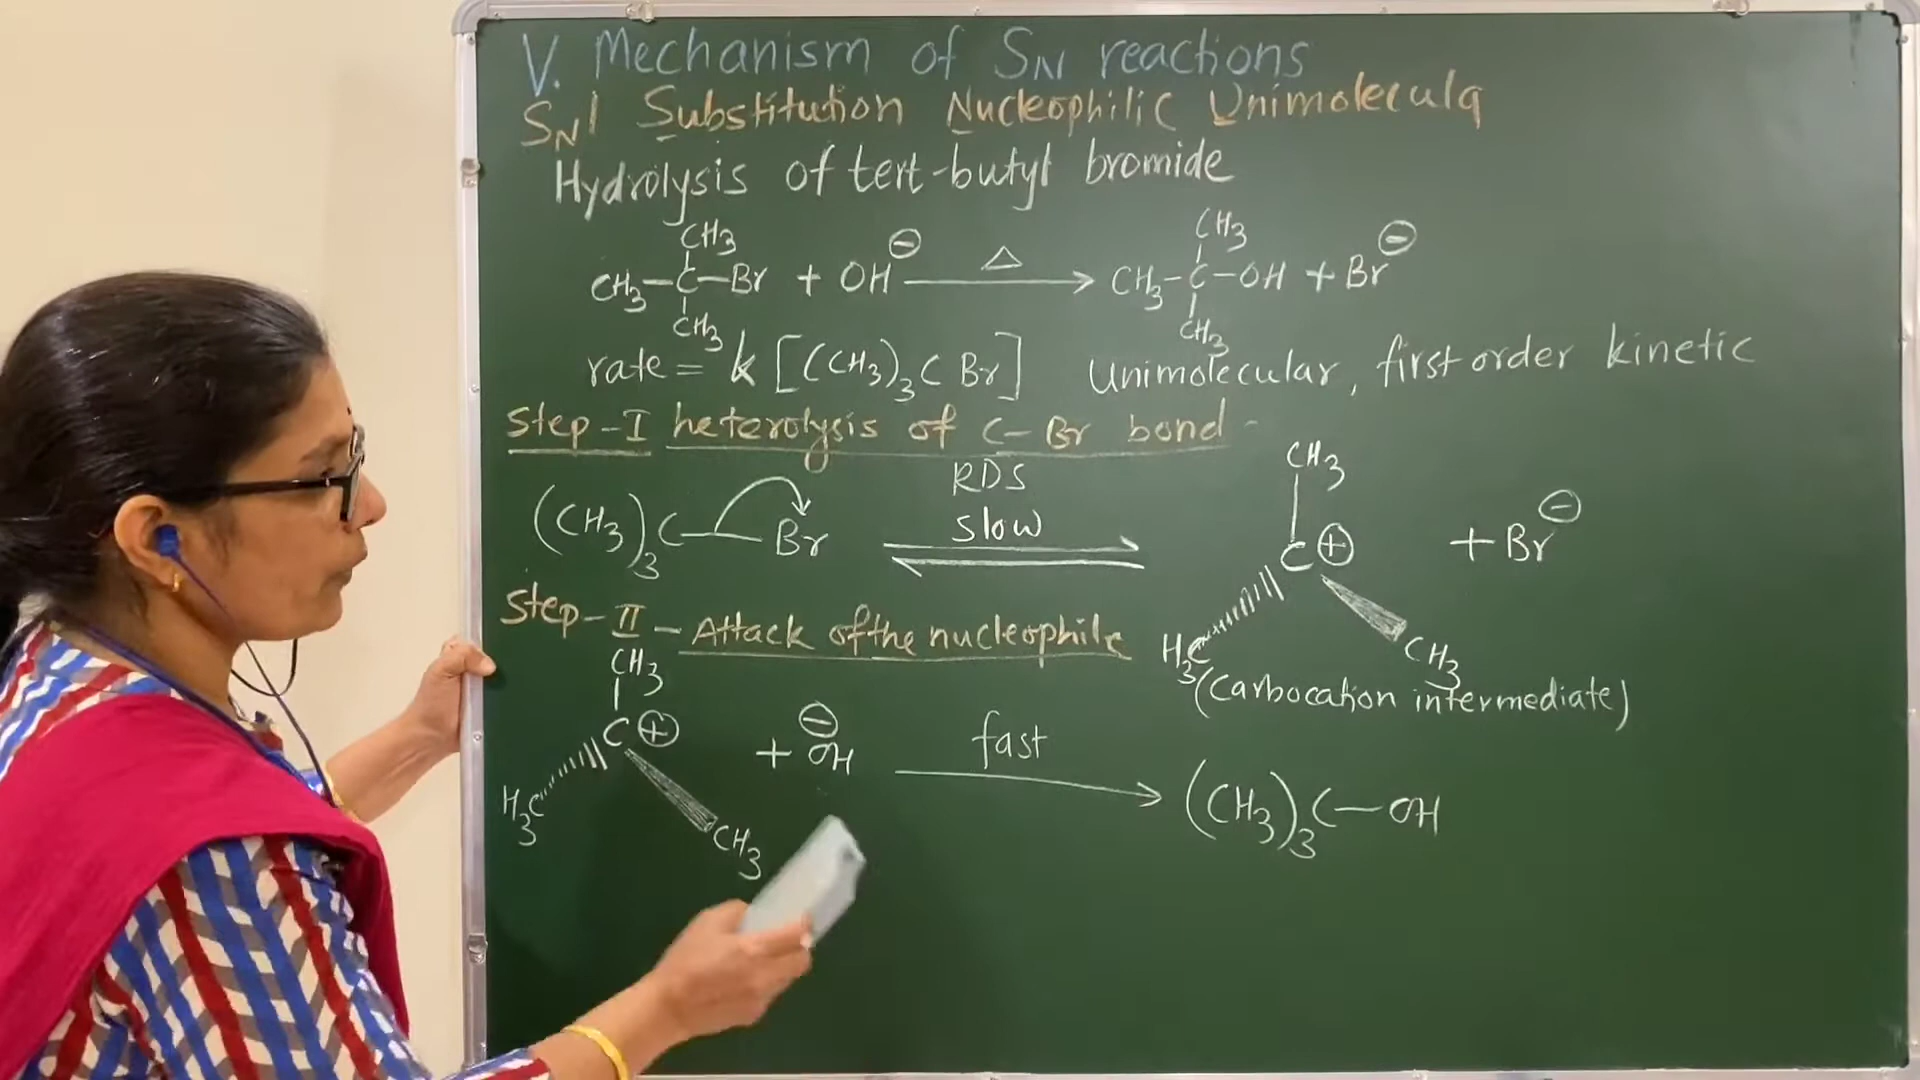 V. Mechanism of SN reactions
SN1 Substitution Nucleophilic Unimolecula
Hydrolysis of tert-butyl bromide
CH3 CH3 ⊖
CH3–C–Br + OH⊖ △ → CH3–C–OH + Br
CH3 CH3
rate = k [(CH3)3C Br] Unimolecular, first order kinetic
Step-I heterolysis of C–Br bond -
CH3
RDS
(CH3)3C—Br slow ⇌ C⊕ + Br⊖
H3C CH3
(Carbocation intermediate)
Step-II – Attack of the nucleophile
CH3
C⊕ + ⊖OH fast → (CH3)3C–OH
H3C CH3